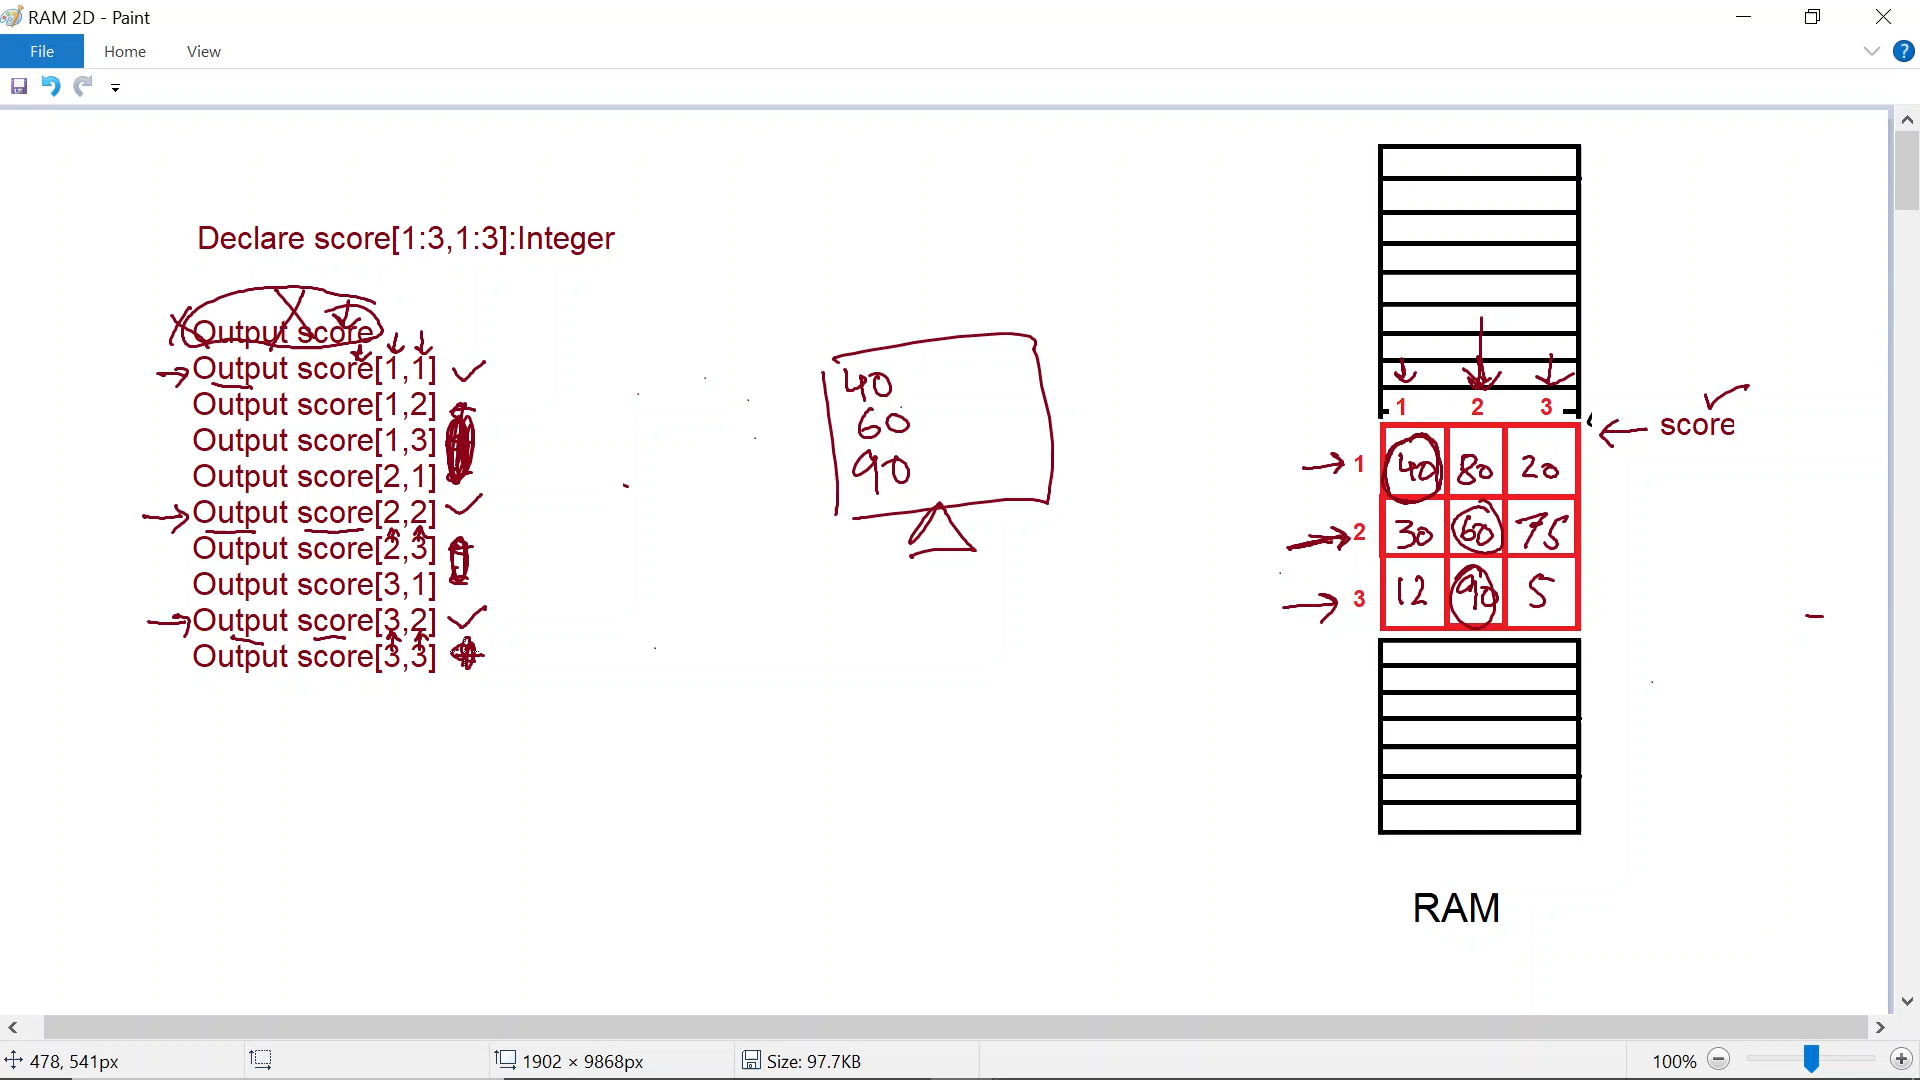 RAM 2D - Paint
File Home View
Declare score[1:3,1:3]:Integer
Output score
Output score[1,1]
Output score[1,2]
Output score[1,3]
Output score[2,1]
Output score[2,2]
Output score[2,3]
Output score[3,1]
Output score[3,2]
Output score[3,3]
40
60
90
1 2 3
score
1 40 80 20
2 30 60 75
3 12 90 5
RAM
478, 541px
1902 × 9868px
Size: 97.7KB
100%